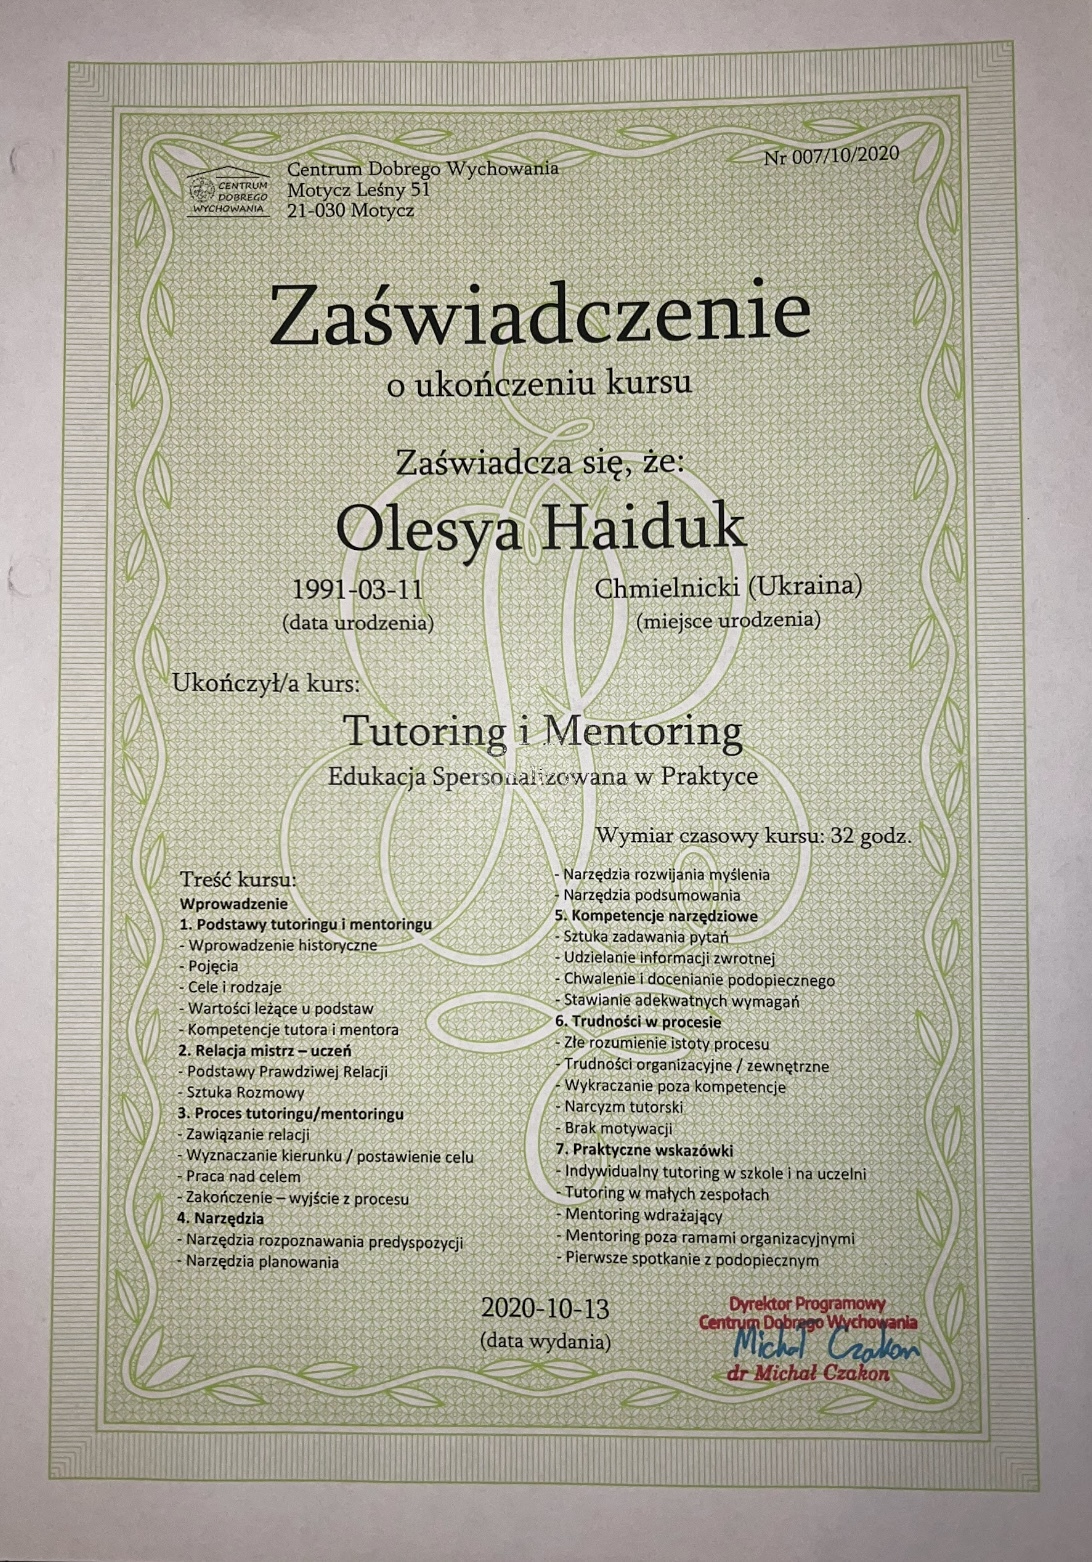 CENTRUM
DOBREGO
WYCHOWANIA
Centrum Dobrego Wychowania
Motycz Leśny 51
21-030 Motycz
Nr 007/10/2020
Zaświadczenie
o ukończeniu kursu
Zaświadcza się, że:
Olesya Haiduk
1991-03-11
(data urodzenia)
Chmielnicki (Ukraina)
(miejsce urodzenia)
Ukończył/a kurs:
Tutoring i Mentoring
Edukacja Spersonalizowana w Praktyce
Wymiar czasowy kursu: 32 godz.
Treść kursu:
Wprowadzenie
1. Podstawy tutoringu i mentoringu
- Wprowadzenie historyczne
- Pojęcia
- Cele i rodzaje
- Wartości leżące u podstaw
- Kompetencje tutora i mentora
2. Relacja mistrz – uczeń
- Podstawy Prawdziwej Relacji
- Sztuka Rozmowy
3. Proces tutoringu/mentoringu
- Zawiązanie relacji
- Wyznaczanie kierunku / postawienie celu
- Praca nad celem
- Zakończenie – wyjście z procesu
4. Narzędzia
- Narzędzia rozpoznawania predyspozycji
- Narzędzia planowania
- Narzędzia rozwijania myślenia
- Narzędzia podsumowania
5. Kompetencje narzędziowe
- Sztuka zadawania pytań
- Udzielanie informacji zwrotnej
- Chwalenie i docenianie podopiecznego
- Stawianie adekwatnych wymagań
6. Trudności w procesie
- Złe rozumienie istoty procesu
- Trudności organizacyjne / zewnętrzne
- Wykraczanie poza kompetencje
- Narcyzm tutorski
- Brak motywacji
7. Praktyczne wskazówki
- Indywidualny tutoring w szkole i na uczelni
- Tutoring w małych zespołach
- Mentoring wdrażający
- Mentoring poza ramami organizacyjnymi
- Pierwsze spotkanie z podopiecznym
2020-10-13
(data wydania)
Dyrektor Programowy
Centrum Dobrego Wychowania
Michał Czakon
dr Michał Czakon